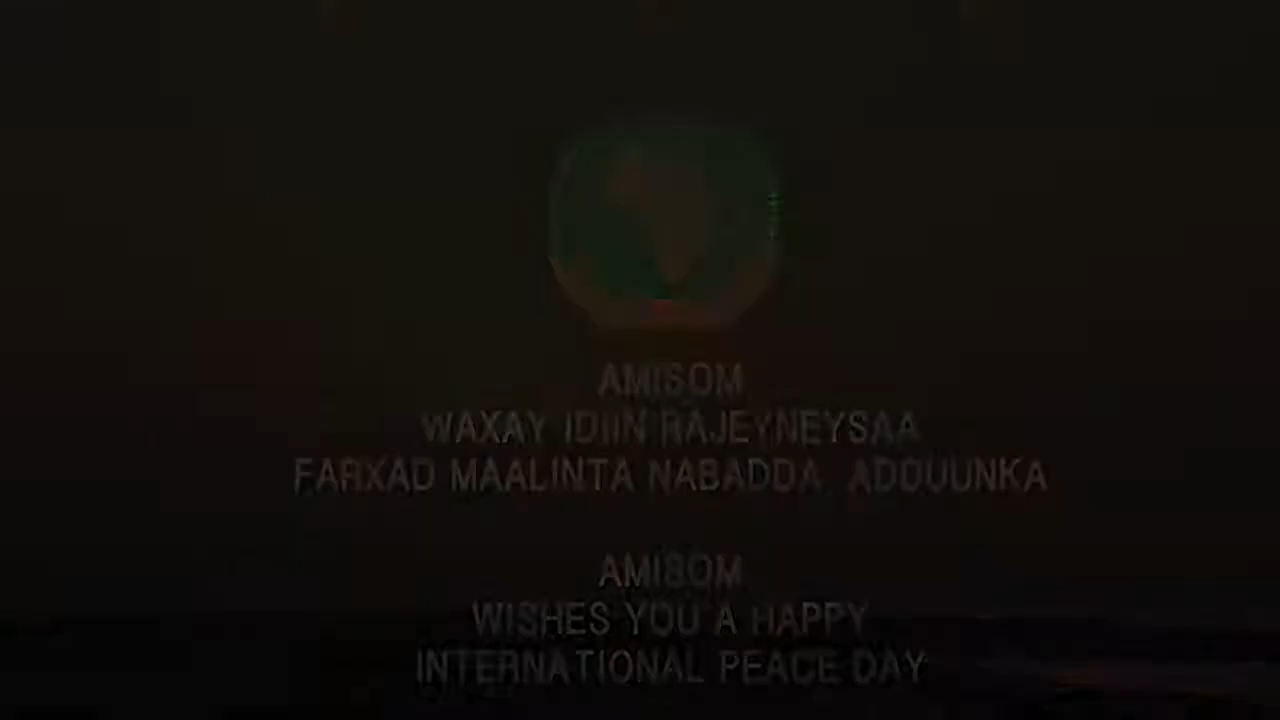 AMISOM
WAXAY IDIIN RAJEYNEYSAA
FARXAD MAALINTA NABADDA ADDUUNKA
AMISOM
WISHES YOU A HAPPY
INTERNATIONAL PEACE DAY